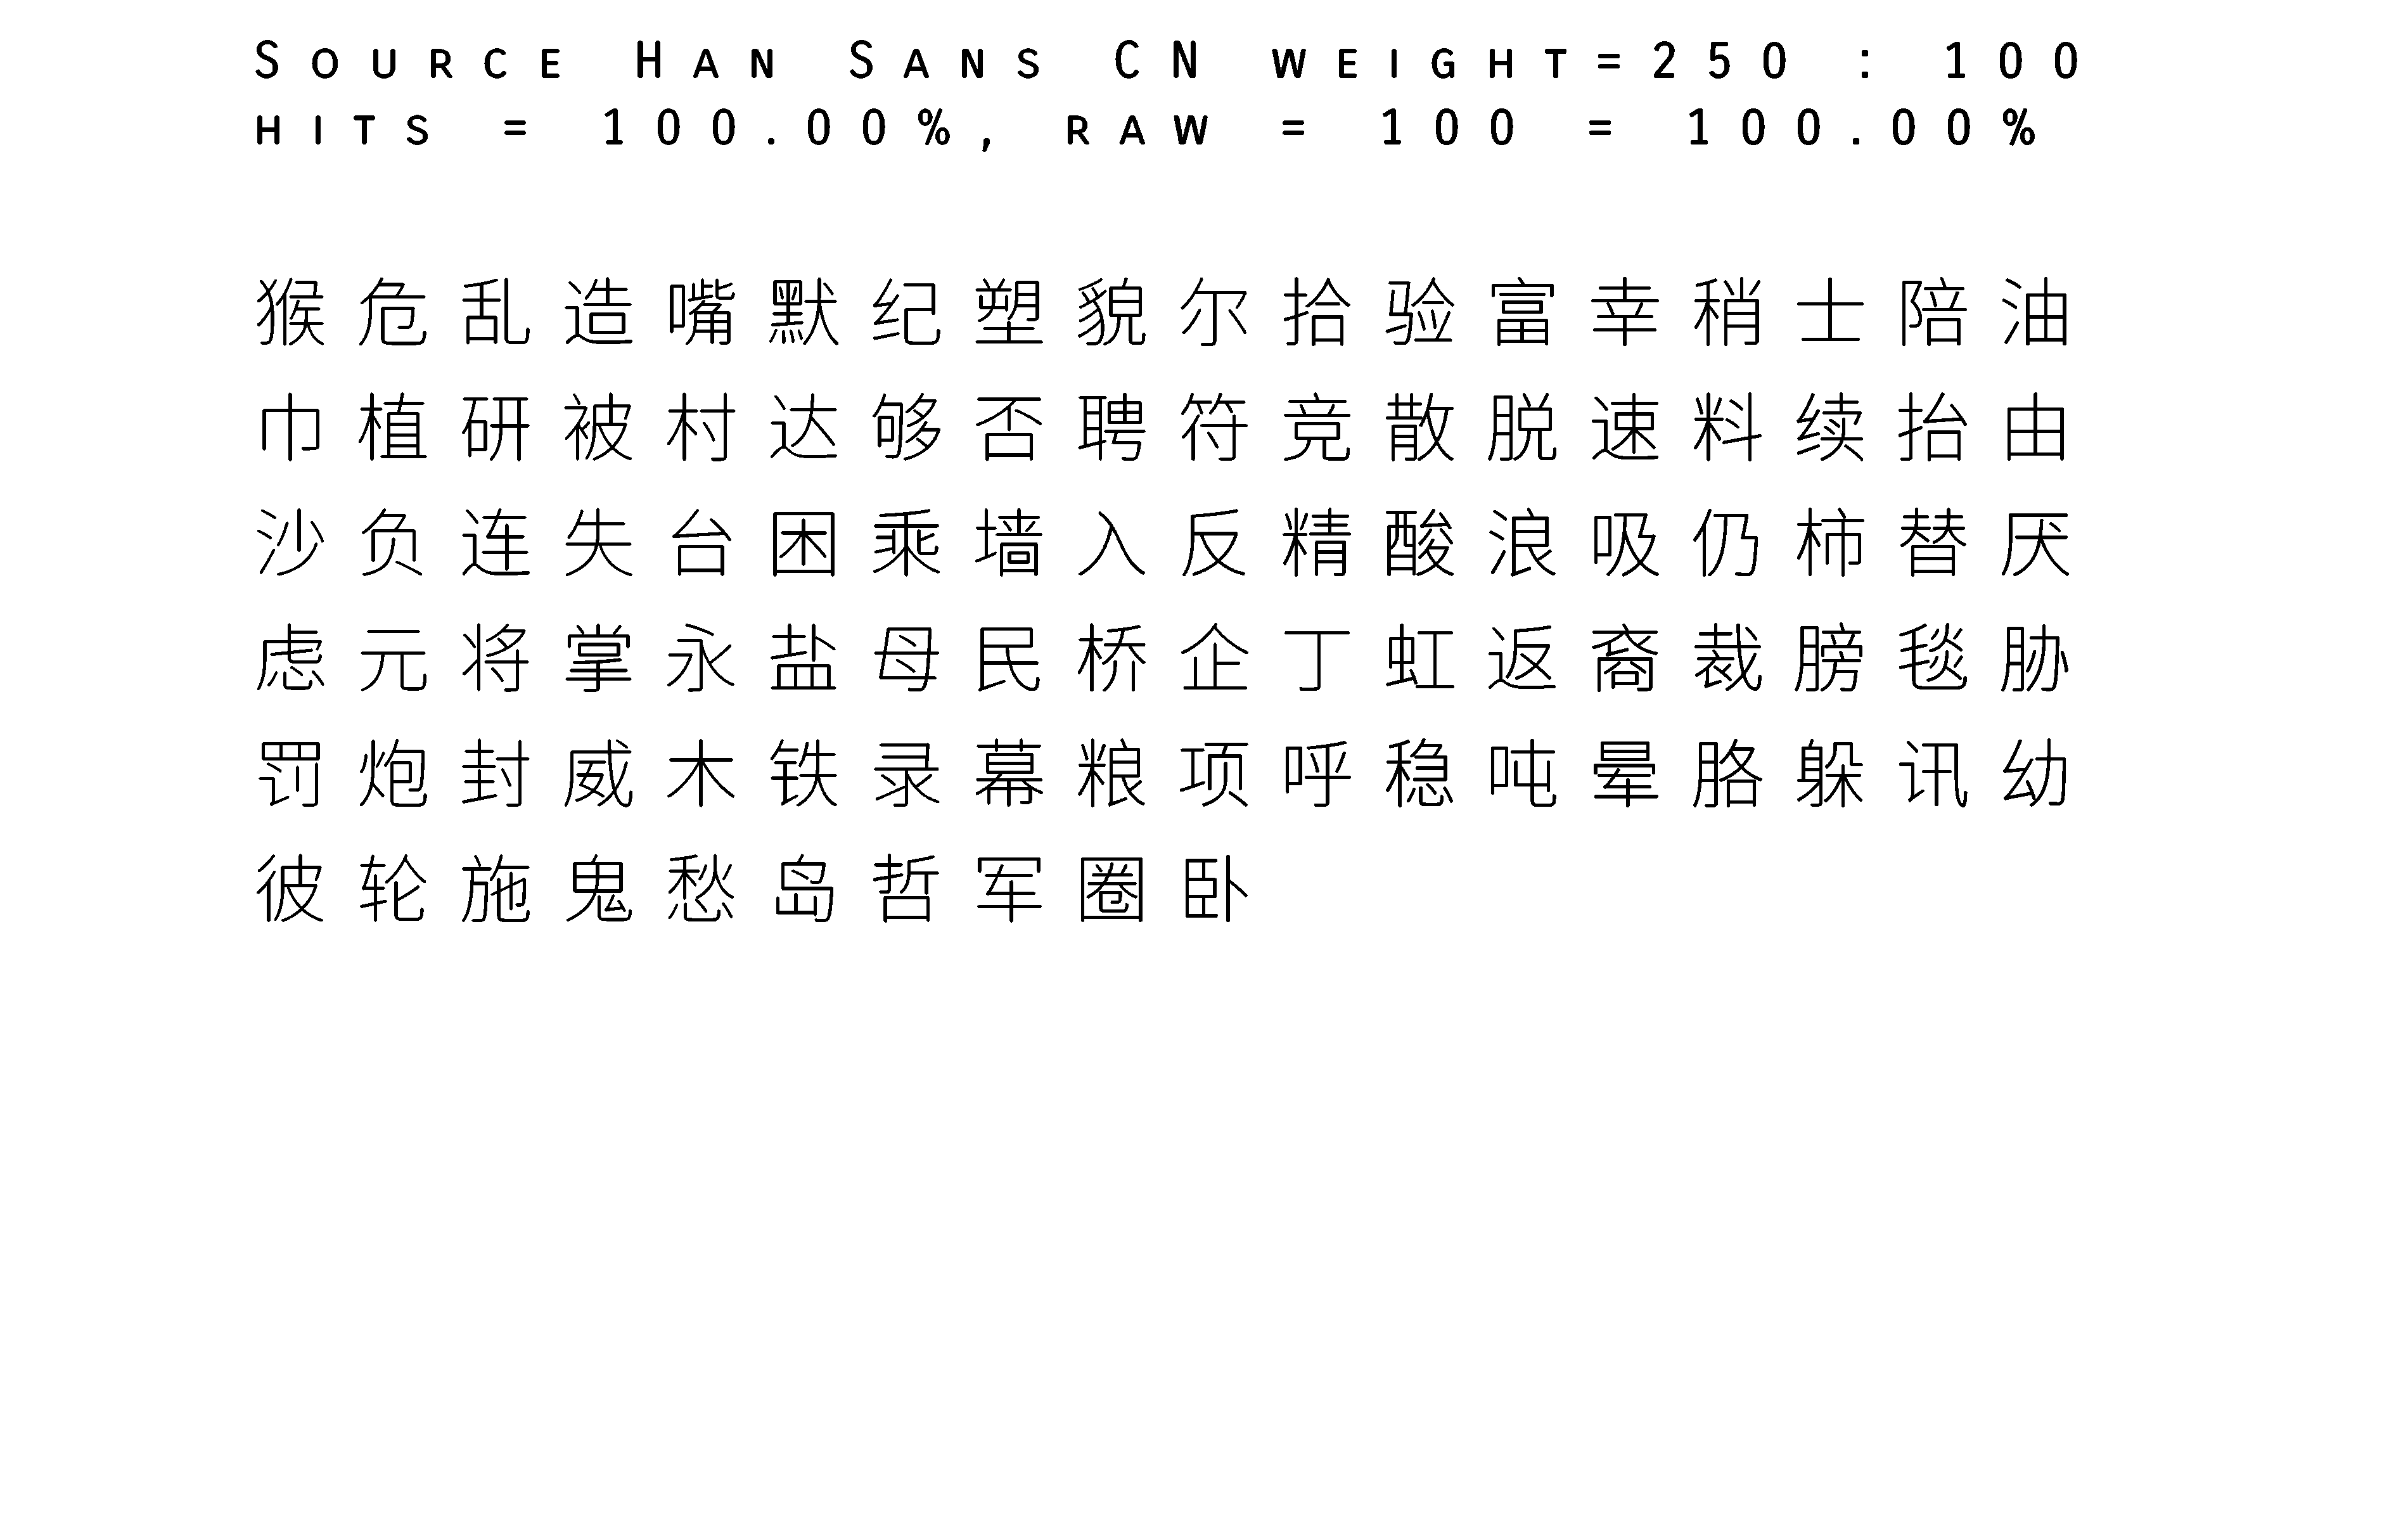 Source Han Sans CN weight=250 : 100
hits = 100.00%, raw = 100 = 100.00%
猴危乱造嘴默纪塑貌尔拾验富幸稍士陪油
巾植研被村达够否聘符竞散脱速料续抬由
沙负连失台困乘墙入反精酸浪吸仍柿替厌
虑元将掌永盐母民桥企丁虹返裔裁膀毯胁
罚炮封威木铁录幕粮项呼稳吨晕胳躲讯幼
彼轮施鬼愁岛哲军圈卧